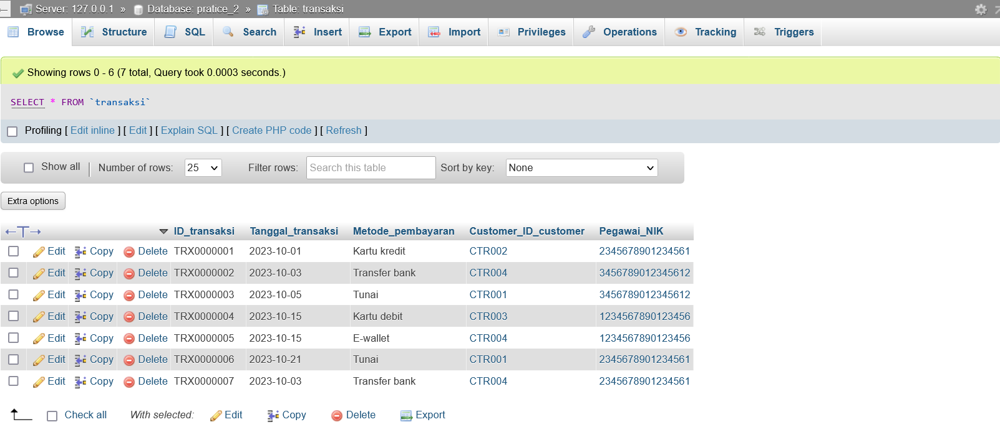 Server: 127.0.0.1 » Database: pratice_2 » Table: transaksi
Browse Structure SQL Search Insert Export Import Privileges Operations Tracking Triggers
Showing rows 0 - 6 (7 total, Query took 0.0003 seconds.)
SELECT * FROM `transaksi`
Profiling [ Edit inline ] [ Edit ] [ Explain SQL ] [ Create PHP code ] [ Refresh ]
Show all Number of rows: 25 Filter rows: Search this table Sort by key: None
Extra options
ID_transaksi Tanggal_transaksi Metode_pembayaran Customer_ID_customer Pegawai_NIK
Edit Copy Delete TRX0000001 2023-10-01 Kartu kredit CTR002 2345678901234561
Edit Copy Delete TRX0000002 2023-10-03 Transfer bank CTR004 3456789012345612
Edit Copy Delete TRX0000003 2023-10-05 Tunai CTR001 3456789012345612
Edit Copy Delete TRX0000004 2023-10-15 Kartu debit CTR003 1234567890123456
Edit Copy Delete TRX0000005 2023-10-15 E-wallet CTR004 1234567890123456
Edit Copy Delete TRX0000006 2023-10-21 Tunai CTR001 2345678901234561
Edit Copy Delete TRX0000007 2023-10-03 Transfer bank CTR004 2345678901234561
Check all With selected: Edit Copy Delete Export